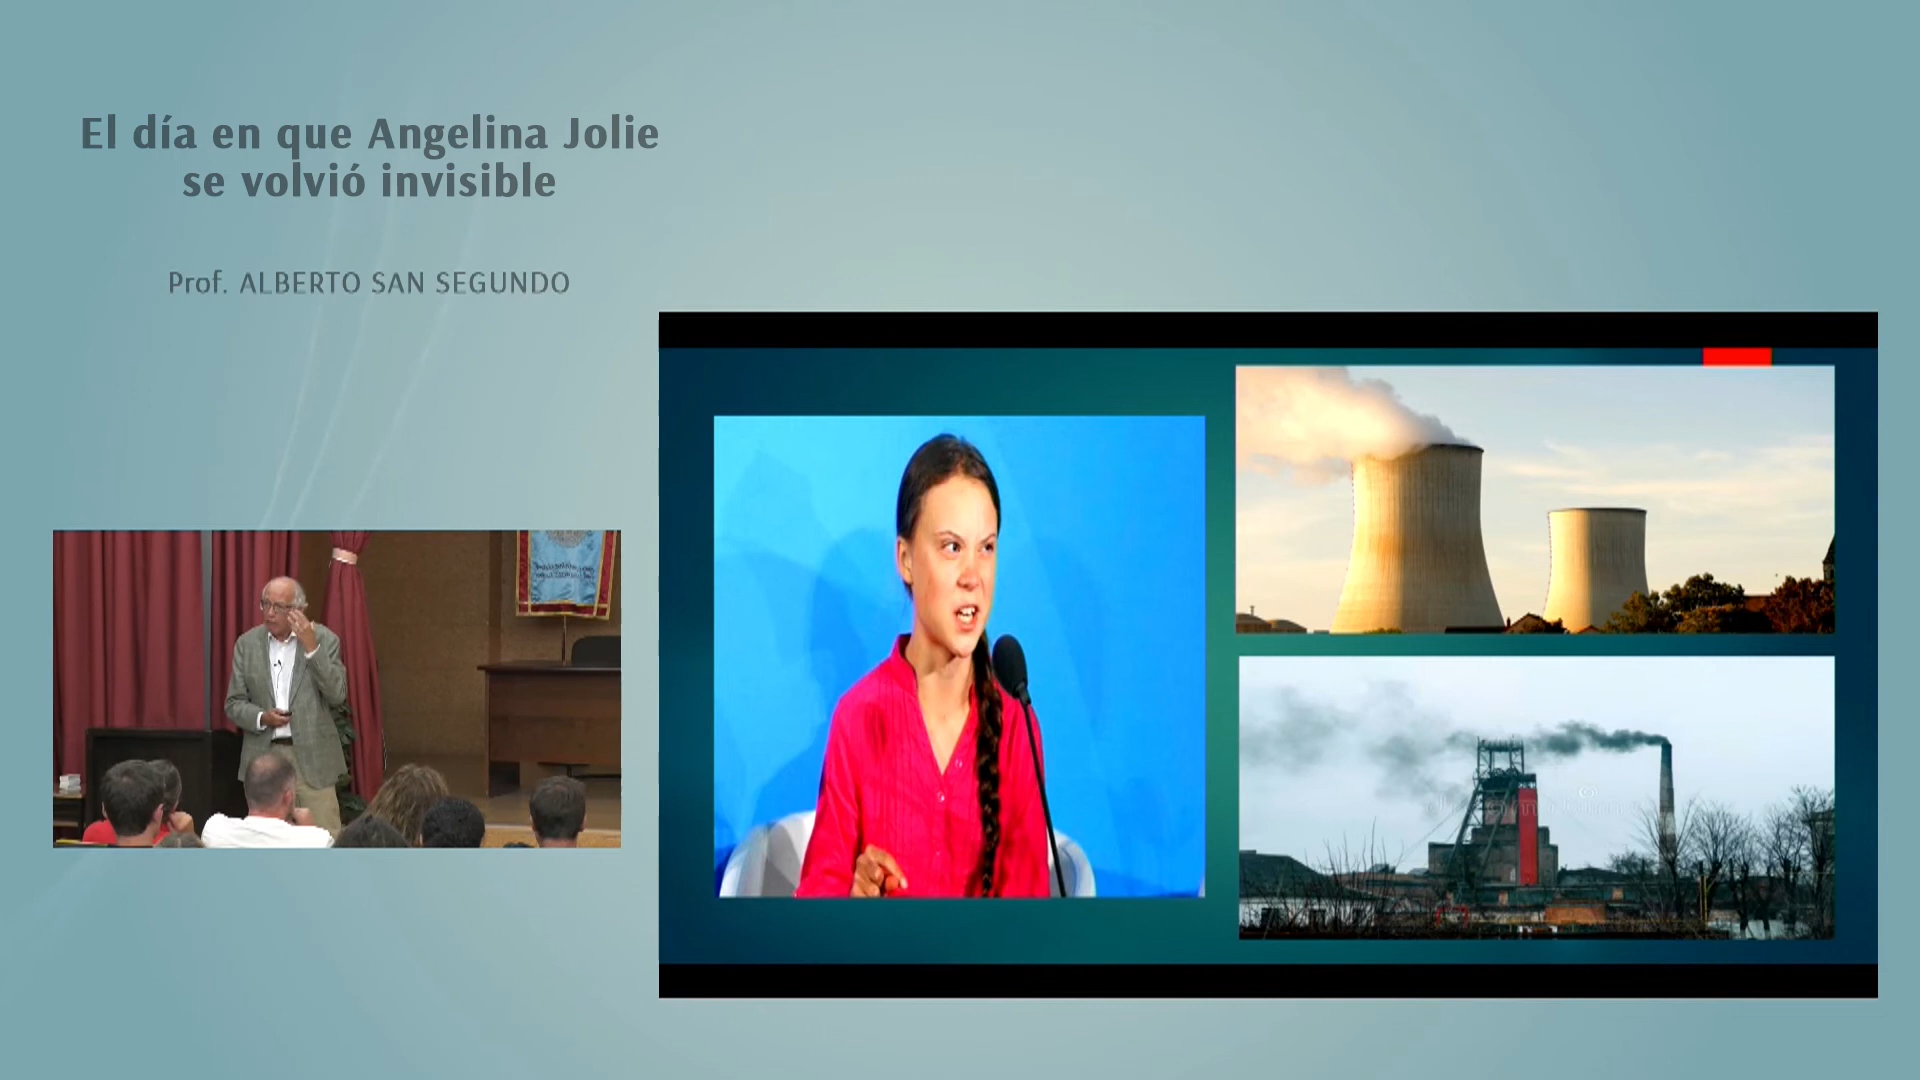 El día en que Angelina Jolie
se volvió invisible
Prof. ALBERTO SAN SEGUNDO